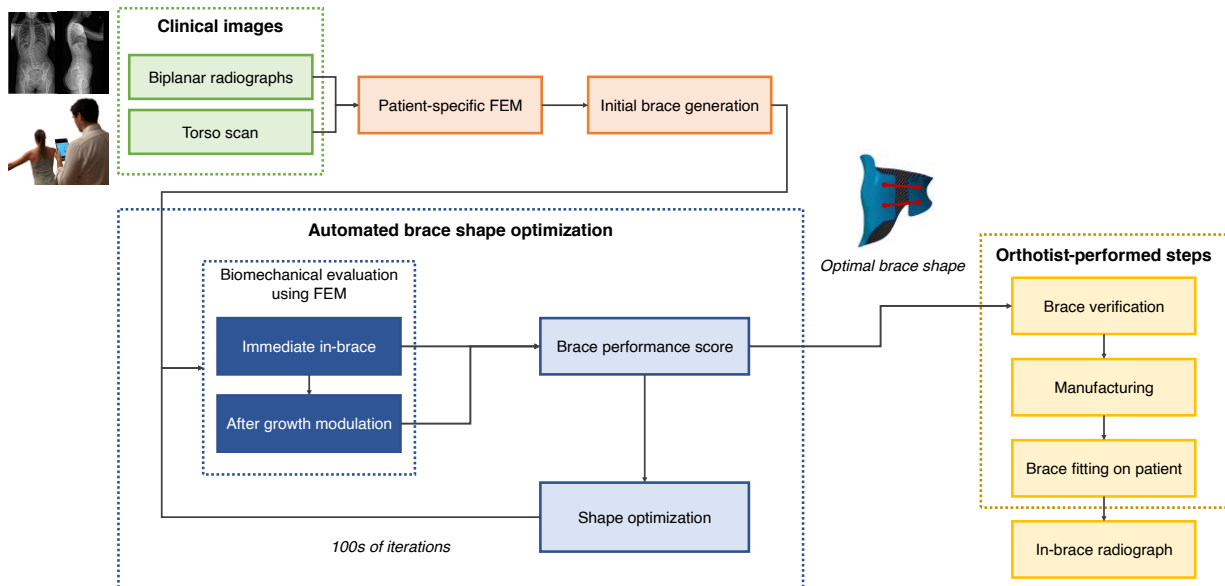 Clinical images
Biplanar radiographs
Torso scan
Patient-specific FEM
Initial brace generation
Automated brace shape optimization
Biomechanical evaluation
using FEM
Immediate in-brace
After growth modulation
Brace performance score
Shape optimization
100s of iterations
Optimal brace shape
Orthotist-performed steps
Brace verification
Manufacturing
Brace fitting on patient
In-brace radiograph